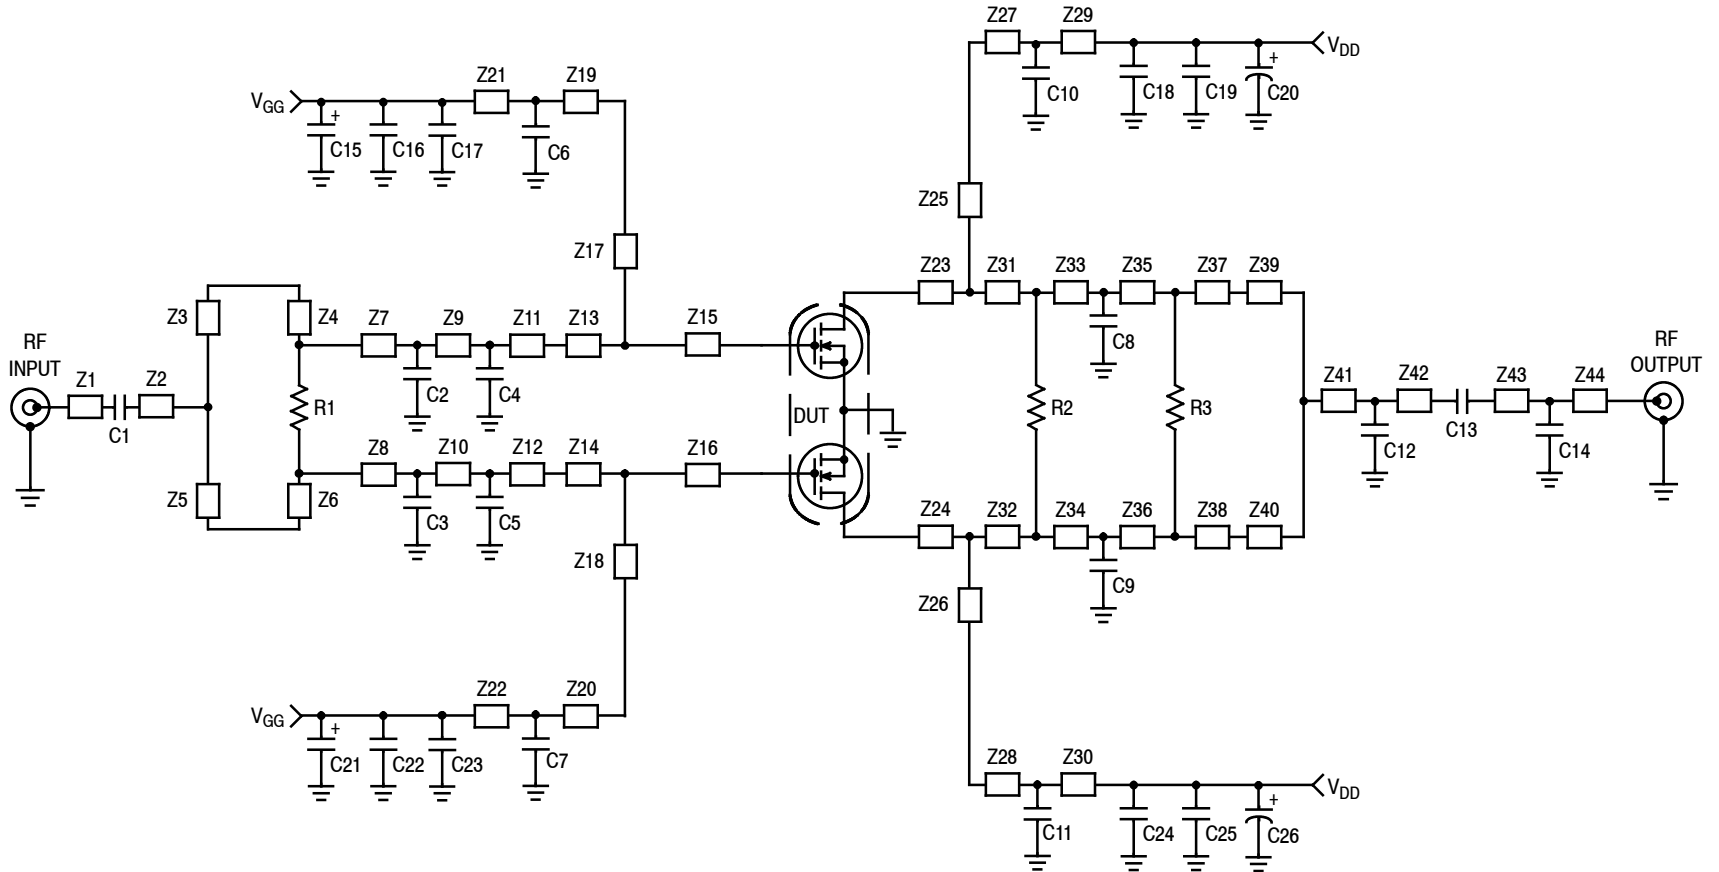 Z27 Z29
V_DD
+
C10 C18 C19 C20
Z21 Z19
V_GG
+
C15 C16 C17 C6
Z25
Z17
Z23 Z31 Z33 Z35 Z37 Z39
Z3 Z4 Z7 Z9 Z11 Z13 Z15
C8
RF
INPUT
RF
OUTPUT
Z1 Z2
C1
R1
C2 C4
DUT
R2 R3
Z41 Z42 Z43 Z44
C12 C13 C14
Z8 Z10 Z12 Z14 Z16
Z5 Z6
C3 C5
Z24 Z32 Z34 Z36 Z38 Z40
Z18
C9
Z26
Z22 Z20
V_GG
+
C21 C22 C23 C7
Z28 Z30
V_DD
+
C11 C24 C25 C26